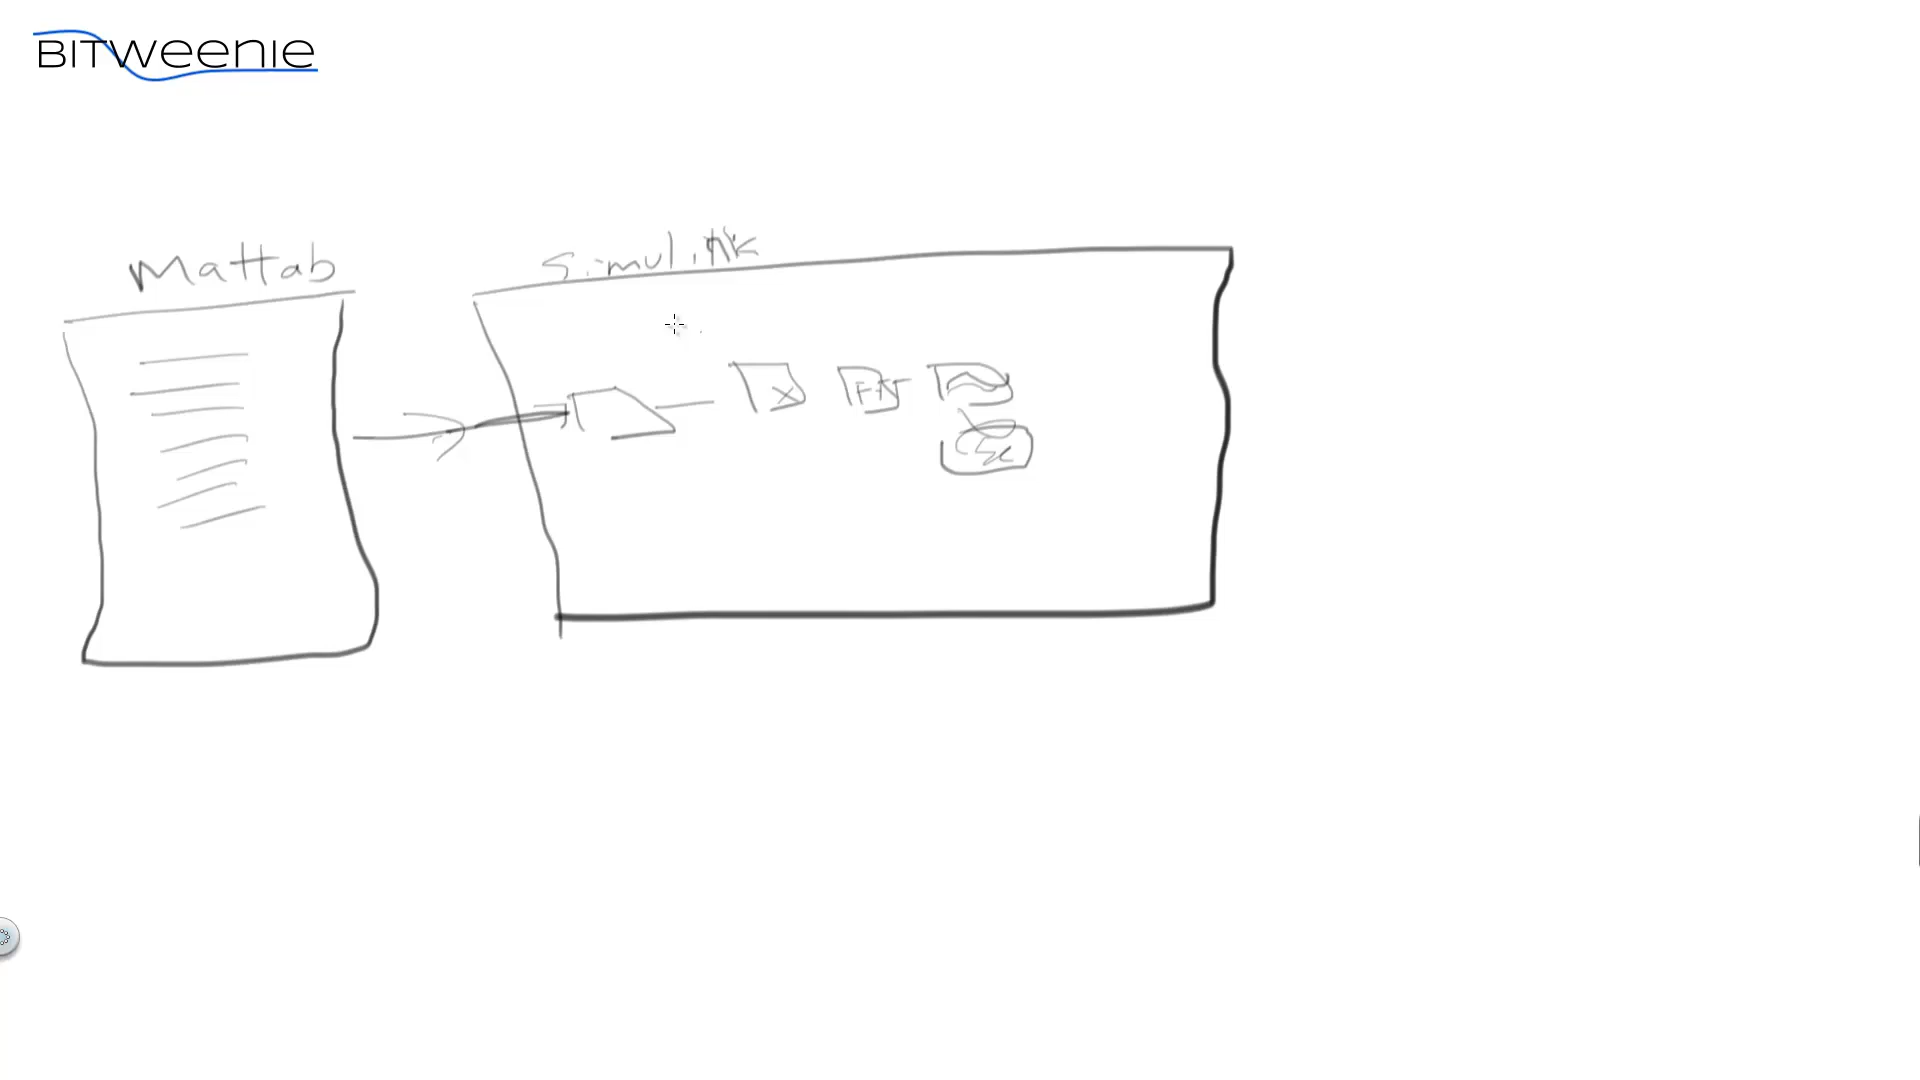 BITWEENIE
Matlab
Simulink
X
FFT